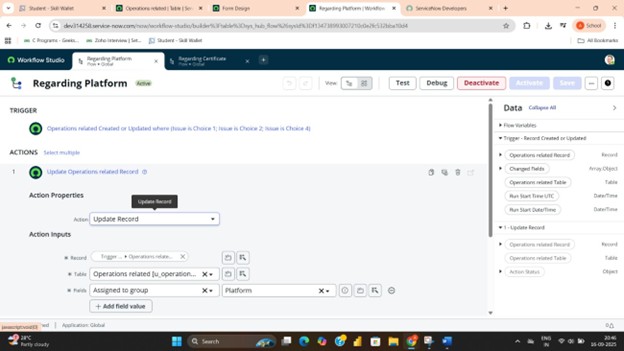 Student - Skill Wallet
Operations related | Table | Ser
Form Design
Regarding Platform | Workflow
ServiceNow Developers
dev214258.service-now.com/now/workflow-studio/builder
School
C Programs - Geeks...
Zoho Interview | Set...
Student - Skill Wallet
All Bookmarks
Workflow Studio
Regarding Platform
Flow • Global
Regarding Certificate
Flow • Global
Regarding Platform
Active
View:
Test
Debug
Deactivate
Activate
Save
TRIGGER
Operations related Created or Updated where (Issue is Choice 1; Issue is Choice 2; Issue is Choice 4)
ACTIONS Select multiple
1 Update Operations related Record
Action Properties
Update Record
Action Update Record
Action Inputs
Record Trigger ... Operations relate...
Table Operations related [u_operation...
Fields Assigned to group Platform
+ Add field value
Data Collapse All
Flow Variables
Trigger - Record Created or Updated
Operations related Record Record
Changed Fields Array.Object
Operations related Table Table
Run Start Time UTC Date/Time
Run Start Date/Time Date/Time
1 - Update Record
Operations related Record Record
Operations related Table Table
Action Status Object
javascript:void(0)
Application: Global
28°C
Partly cloudy
Search
ENG
IN
20:46
16-09-2025